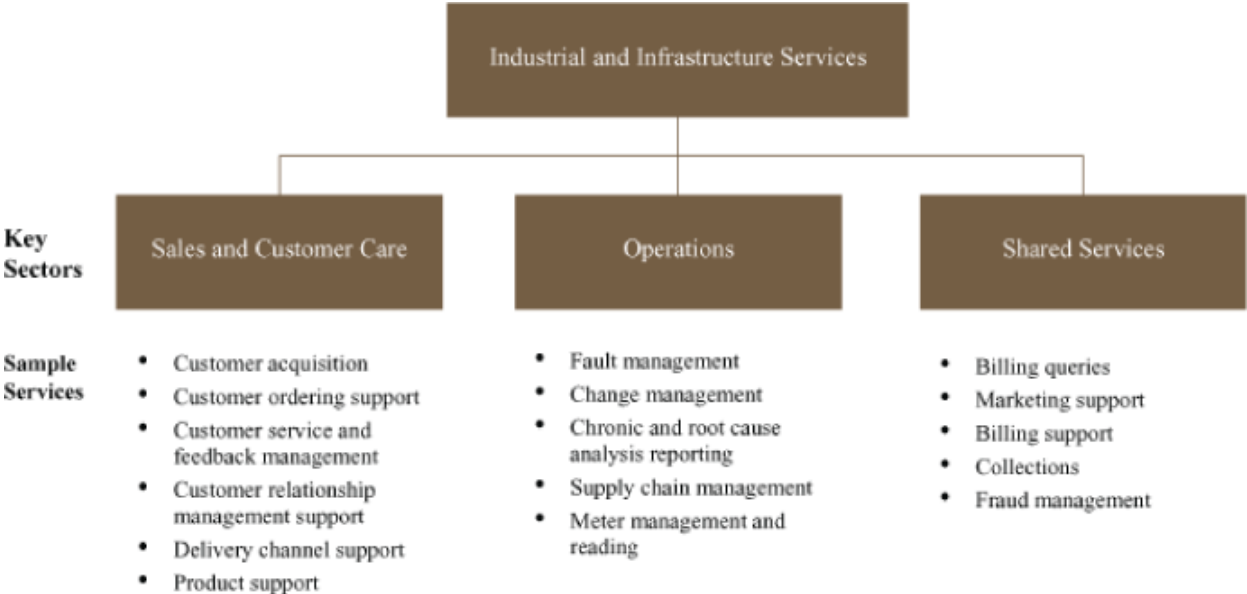 Industrial and Infrastructure Services
Key
Sectors
Sales and Customer Care
Operations
Shared Services
Sample
Services
• Customer acquisition
• Customer ordering support
• Customer service and
feedback management
• Customer relationship
management support
• Delivery channel support
• Product support
• Fault management
• Change management
• Chronic and root cause
analysis reporting
• Supply chain management
• Meter management and
reading
• Billing queries
• Marketing support
• Billing support
• Collections
• Fraud management